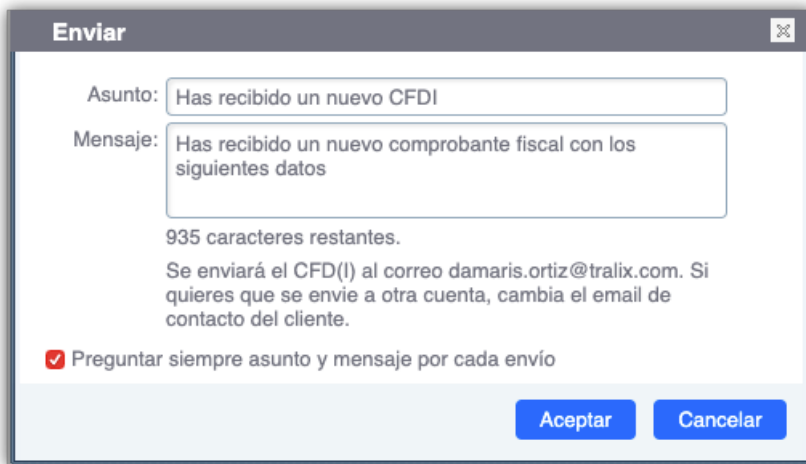 Enviar
Asunto: Has recibido un nuevo CFDI
Mensaje: Has recibido un nuevo comprobante fiscal con los
siguientes datos
935 caracteres restantes.
Se enviará el CFD(I) al correo damaris.ortiz@tralix.com. Si
quieres que se envie a otra cuenta, cambia el email de
contacto del cliente.
Preguntar siempre asunto y mensaje por cada envío
Aceptar Cancelar